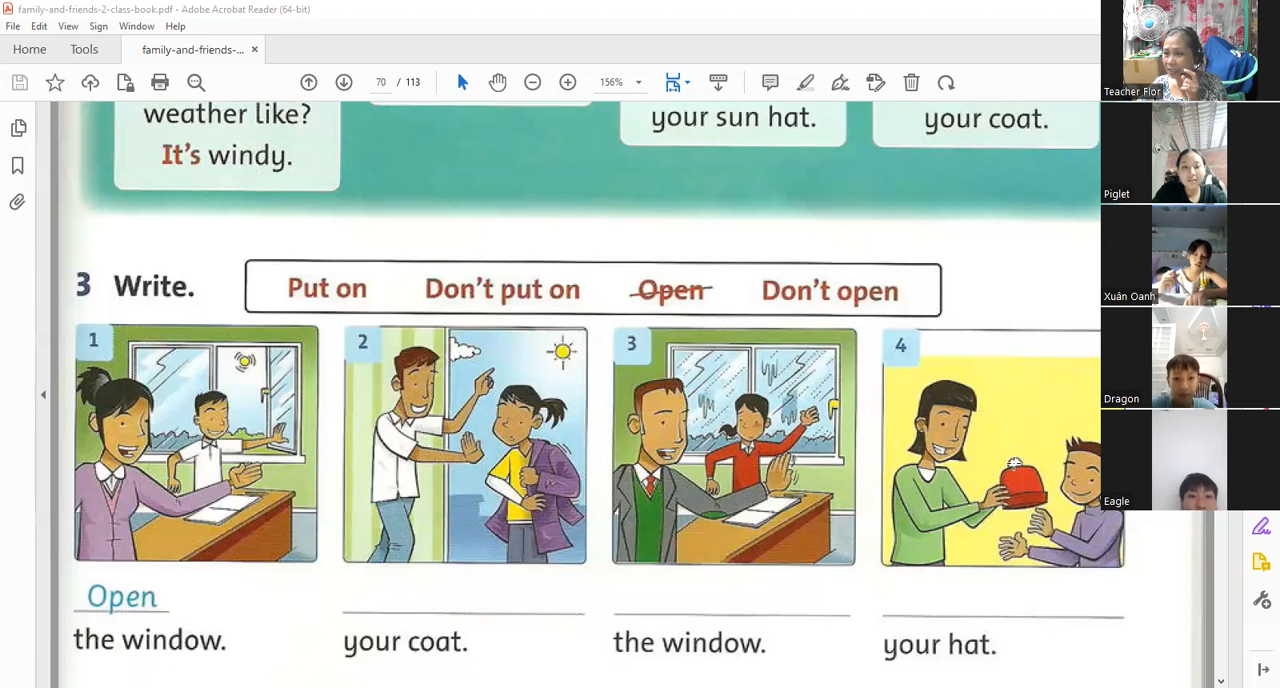 family-and-friends-2-class-book.pdf - Adobe Acrobat Reader (64-bit)
File Edit View Sign Window Help
Home Tools family-and-friends-... ×
70 / 113 156%
weather like?
It's windy.
your sun hat.
your coat.
3 Write.
Put on Don't put on Open Don't open
1
2
3
4
Open
the window.
your coat.
the window.
your hat.
Teacher Flor
Piglet
Xuân Oanh
Dragon
Eagle